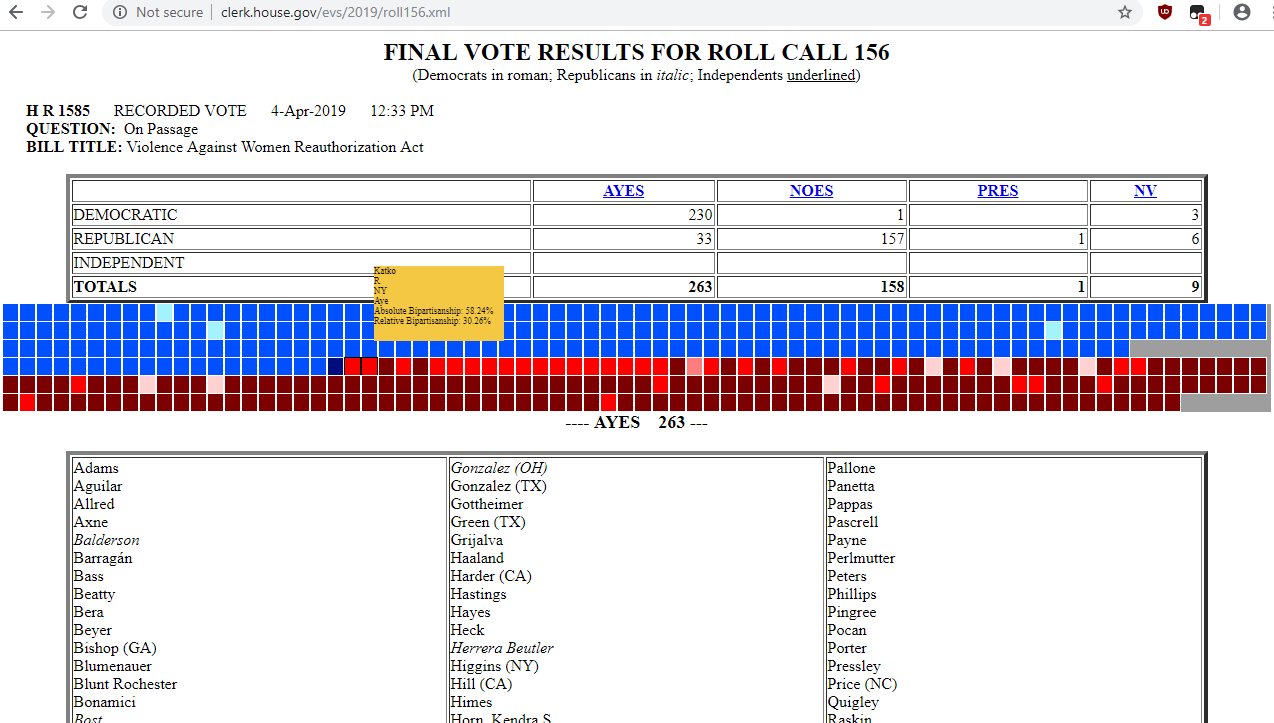 Not secure | clerk.house.gov/evs/2019/roll156.xml
2
FINAL VOTE RESULTS FOR ROLL CALL 156
(Democrats in roman; Republicans in italic; Independents underlined)
H R 1585 RECORDED VOTE 4-Apr-2019 12:33 PM
QUESTION: On Passage
BILL TITLE: Violence Against Women Reauthorization Act
AYES NOES PRES NV
DEMOCRATIC 230 1 3
REPUBLICAN 33 157 1 6
INDEPENDENT
TOTALS 263 158 1 9
Katko
R
NY
Aye
Absolute Bipartisanship: 58.24%
Relative Bipartisanship: 30.26%
---- AYES 263 ---
Adams
Aguilar
Allred
Axne
Balderson
Barragán
Bass
Beatty
Bera
Beyer
Bishop (GA)
Blumenauer
Blunt Rochester
Bonamici
Bost
Gonzalez (OH)
Gonzalez (TX)
Gottheimer
Green (TX)
Grijalva
Haaland
Harder (CA)
Hastings
Hayes
Heck
Herrera Beutler
Higgins (NY)
Hill (CA)
Himes
Horn, Kendra S.
Pallone
Panetta
Pappas
Pascrell
Payne
Perlmutter
Peters
Phillips
Pingree
Pocan
Porter
Pressley
Price (NC)
Quigley
Raskin